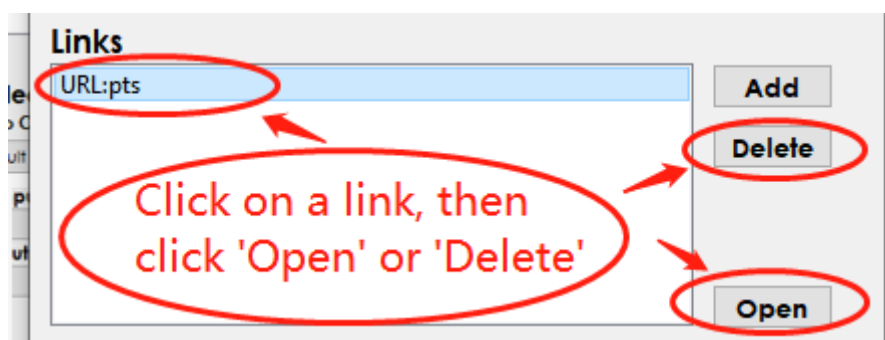 Links
URL:pts
Add
Delete
Click on a link, then
click 'Open' or 'Delete'
Open